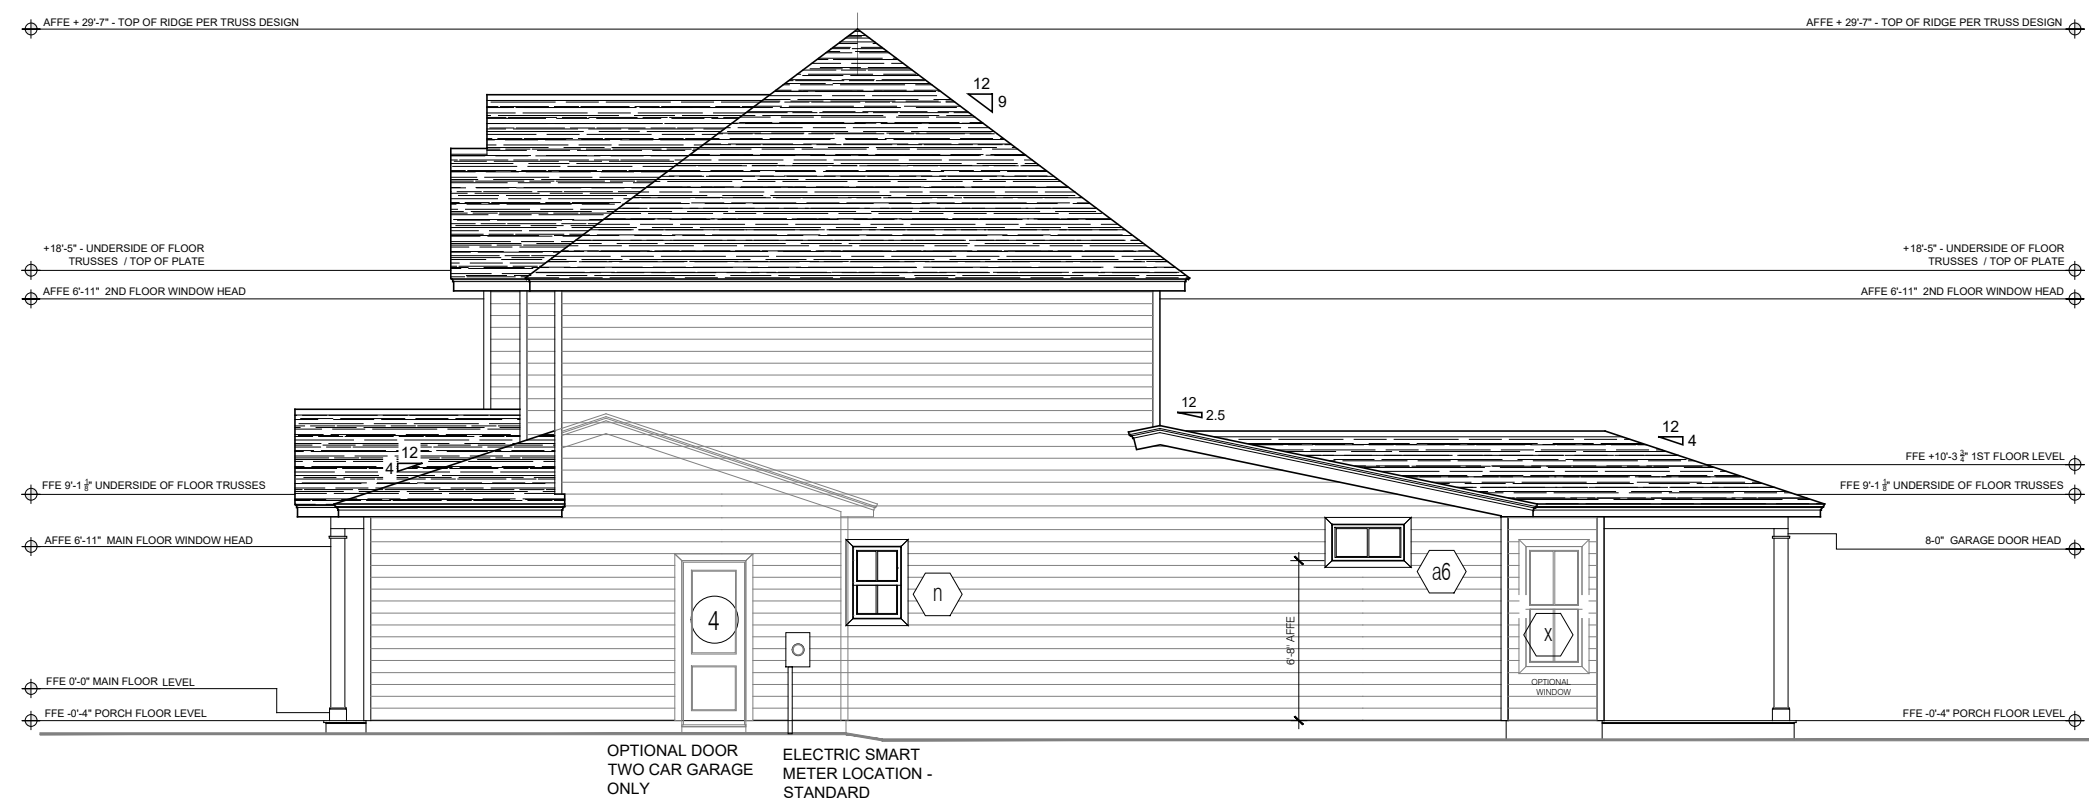 AFFE + 29'-7" - TOP OF RIDGE PER TRUSS DESIGN
AFFE + 29'-7" - TOP OF RIDGE PER TRUSS DESIGN
12
9
+18'-5" - UNDERSIDE OF FLOOR
TRUSSES / TOP OF PLATE
+18'-5" - UNDERSIDE OF FLOOR
TRUSSES / TOP OF PLATE
AFFE 6'-11" 2ND FLOOR WINDOW HEAD
AFFE 6'-11" 2ND FLOOR WINDOW HEAD
12
2.5
12
4
12
4
FFE +10'-3 3/4" 1ST FLOOR LEVEL
FFE 9'-1 1/8" UNDERSIDE OF FLOOR TRUSSES
FFE 9'-1 1/8" UNDERSIDE OF FLOOR TRUSSES
AFFE 6'-11" MAIN FLOOR WINDOW HEAD
8-0" GARAGE DOOR HEAD
a6
n
4
X
6'-8" AFFE
OPTIONAL
WINDOW
FFE 0'-0" MAIN FLOOR LEVEL
FFE -0'-4" PORCH FLOOR LEVEL
FFE -0'-4" PORCH FLOOR LEVEL
OPTIONAL DOOR
TWO CAR GARAGE
ONLY
ELECTRIC SMART
METER LOCATION -
STANDARD